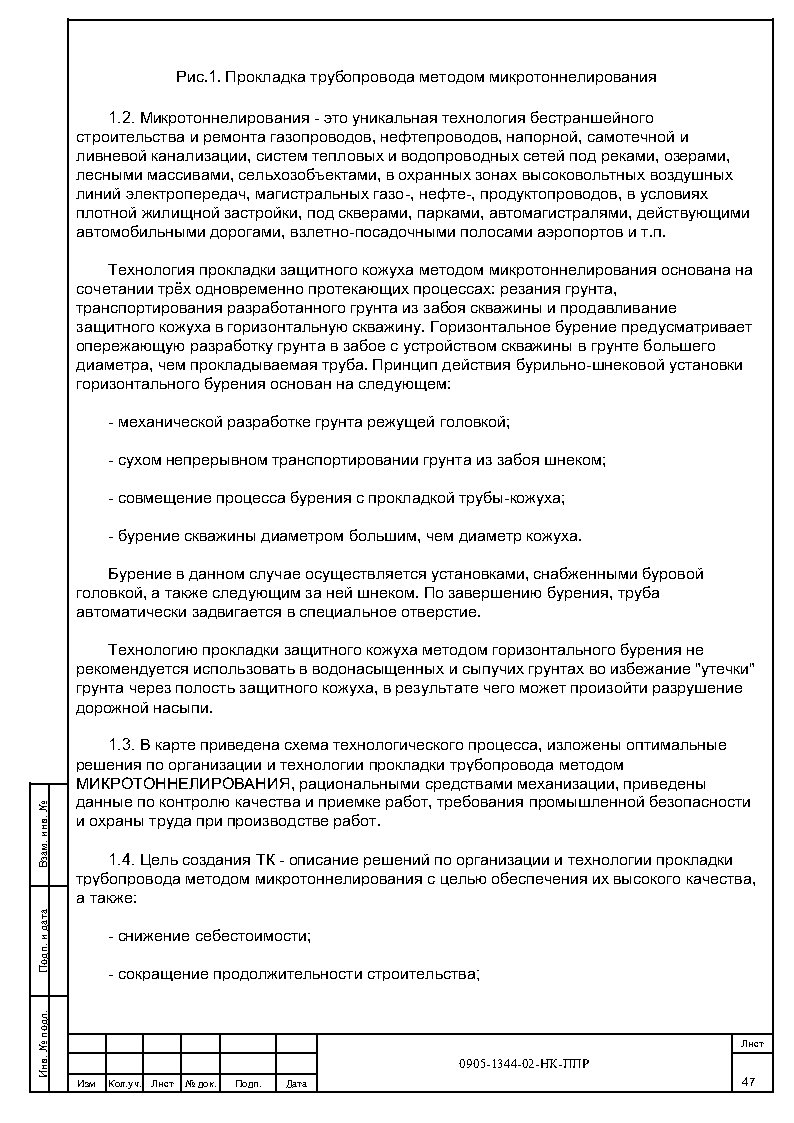 Рис.1. Прокладка трубопровода методом микротоннелирования
1.2. Микротоннелирования - это уникальная технология бестраншейного
строительства и ремонта газопроводов, нефтепроводов, напорной, самотечной и
ливневой канализации, систем тепловых и водопроводных сетей под реками, озерами,
лесными массивами, сельхозобъектами, в охранных зонах высоковольтных воздушных
линий электропередач, магистральных газо-, нефте-, продуктопроводов, в условиях
плотной жилищной застройки, под скверами, парками, автомагистралями, действующими
автомобильными дорогами, взлетно-посадочными полосами аэропортов и т.п.
Технология прокладки защитного кожуха методом микротоннелирования основана на
сочетании трёх одновременно протекающих процессах: резания грунта,
транспортирования разработанного грунта из забоя скважины и продавливание
защитного кожуха в горизонтальную скважину. Горизонтальное бурение предусматривает
опережающую разработку грунта в забое с устройством скважины в грунте большего
диаметра, чем прокладываемая труба. Принцип действия бурильно-шнековой установки
горизонтального бурения основан на следующем:
- механической разработке грунта режущей головкой;
- сухом непрерывном транспортировании грунта из забоя шнеком;
- совмещение процесса бурения с прокладкой трубы-кожуха;
- бурение скважины диаметром большим, чем диаметр кожуха.
Бурение в данном случае осуществляется установками, снабженными буровой
головкой, а также следующим за ней шнеком. По завершению бурения, труба
автоматически задвигается в специальное отверстие.
Технологию прокладки защитного кожуха методом горизонтального бурения не
рекомендуется использовать в водонасыщенных и сыпучих грунтах во избежание "утечки"
грунта через полость защитного кожуха, в результате чего может произойти разрушение
дорожной насыпи.
1.3. В карте приведена схема технологического процесса, изложены оптимальные
решения по организации и технологии прокладки трубопровода методом
МИКРОТОННЕЛИРОВАНИЯ, рациональными средствами механизации, приведены
данные по контролю качества и приемке работ, требования промышленной безопасности
и охраны труда при производстве работ.
1.4. Цель создания ТК - описание решений по организации и технологии прокладки
трубопровода методом микротоннелирования с целью обеспечения их высокого качества,
а также:
- снижение себестоимости;
- сокращение продолжительности строительства;
Взам. инв. №
Подп. и дата
Инв. № подл.
Изм Кол.уч. Лист № док. Подп. Дата
0905-1344-02-НК-ППР
Лист
47